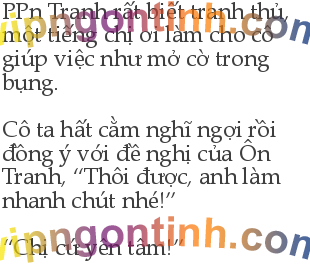 PPn Tranh rất biết tranh thủ,
một tiếng chị ơi làm cho cô
giúp việc như mở cờ trong
bụng.
Cô ta hất cằm nghĩ ngợi rồi
đồng ý với đề nghị của Ôn
Tranh, “Thôi được, anh làm
nhanh chút nhé!”
“Chị cứ yên tâm!”
vipngontinh.com
vipngontinh.com